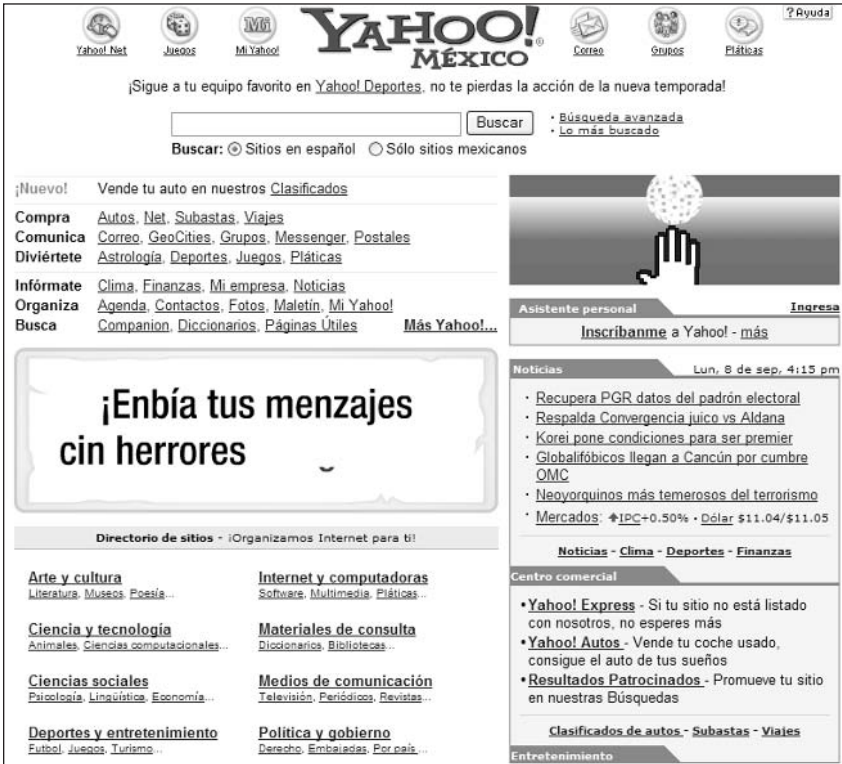 Yahoo! Net
Juegos
Mi
Mi Yahoo!
YAHOO!
MÉXICO
Correo
Grupos
Pláticas
?Ayuda
¡Sigue a tu equipo favorito en Yahoo! Deportes, no te pierdas la acción de la nueva temporada!
Buscar
· Búsqueda avanzada
· Lo más buscado
Buscar: Sitios en español Sólo sitios mexicanos
¡Nuevo! Vende tu auto en nuestros Clasificados
Compra Autos, Net, Subastas, Viajes
Comunica Correo, GeoCities, Grupos, Messenger, Postales
Diviértete Astrología, Deportes, Juegos, Pláticas
Infórmate Clima, Finanzas, Mi empresa, Noticias
Organiza Agenda, Contactos, Fotos, Maletín, Mi Yahoo!
Busca Companion, Diccionarios, Páginas Útiles Más Yahoo!...
¡Enbía tus menzajes
cin herrores
Directorio de sitios - ¡Organizamos Internet para ti!
Arte y cultura
Literatura, Museos, Poesía...
Internet y computadoras
Software, Multimedia, Pláticas...
Ciencia y tecnología
Animales, Ciencias computacionales...
Materiales de consulta
Diccionarios, Bibliotecas...
Ciencias sociales
Psicología, Lingüística, Economía...
Medios de comunicación
Televisión, Periódicos, Revistas...
Deportes y entretenimiento
Futbol, Juegos, Turismo...
Política y gobierno
Derecho, Embajadas, Por país...
Asistente personal Ingresa
Inscríbanme a Yahoo! - más
Noticias Lun, 8 de sep, 4:15 pm
· Recupera PGR datos del padrón electoral
· Respalda Convergencia juico vs Aldana
· Korei pone condiciones para ser premier
· Globalifóbicos llegan a Cancún por cumbre
OMC
· Neoyorquinos más temerosos del terrorismo
· Mercados: IPC+0.50% · Dólar $11.04/$11.05
Noticias - Clima - Deportes - Finanzas
Centro comercial
• Yahoo! Express - Si tu sitio no está listado
con nosotros, no esperes más
• Yahoo! Autos - Vende tu coche usado,
consigue el auto de tus sueños
• Resultados Patrocinados - Promueve tu sitio
en nuestras Búsquedas
Clasificados de autos - Subastas - Viajes
Entretenimiento